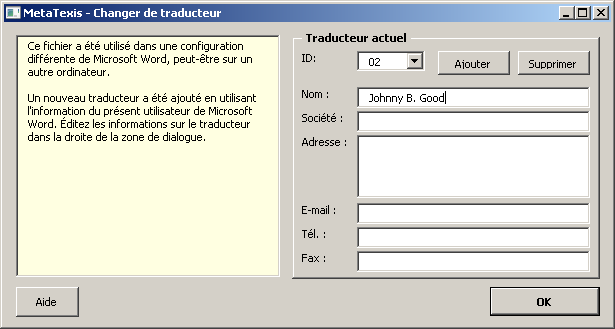 MetaTexis - Changer de traducteur
Ce fichier a été utilisé dans une configuration
différente de Microsoft Word, peut-être sur un
autre ordinateur.
Un nouveau traducteur a été ajouté en utilisant
l'information du présent utilisateur de Microsoft
Word. Éditez les informations sur le traducteur
dans la droite de la zone de dialogue.
Traducteur actuel
ID: 02 Ajouter Supprimer
Nom : Johnny B. Good
Société :
Adresse :
E-mail :
Tél. :
Fax :
Aide OK